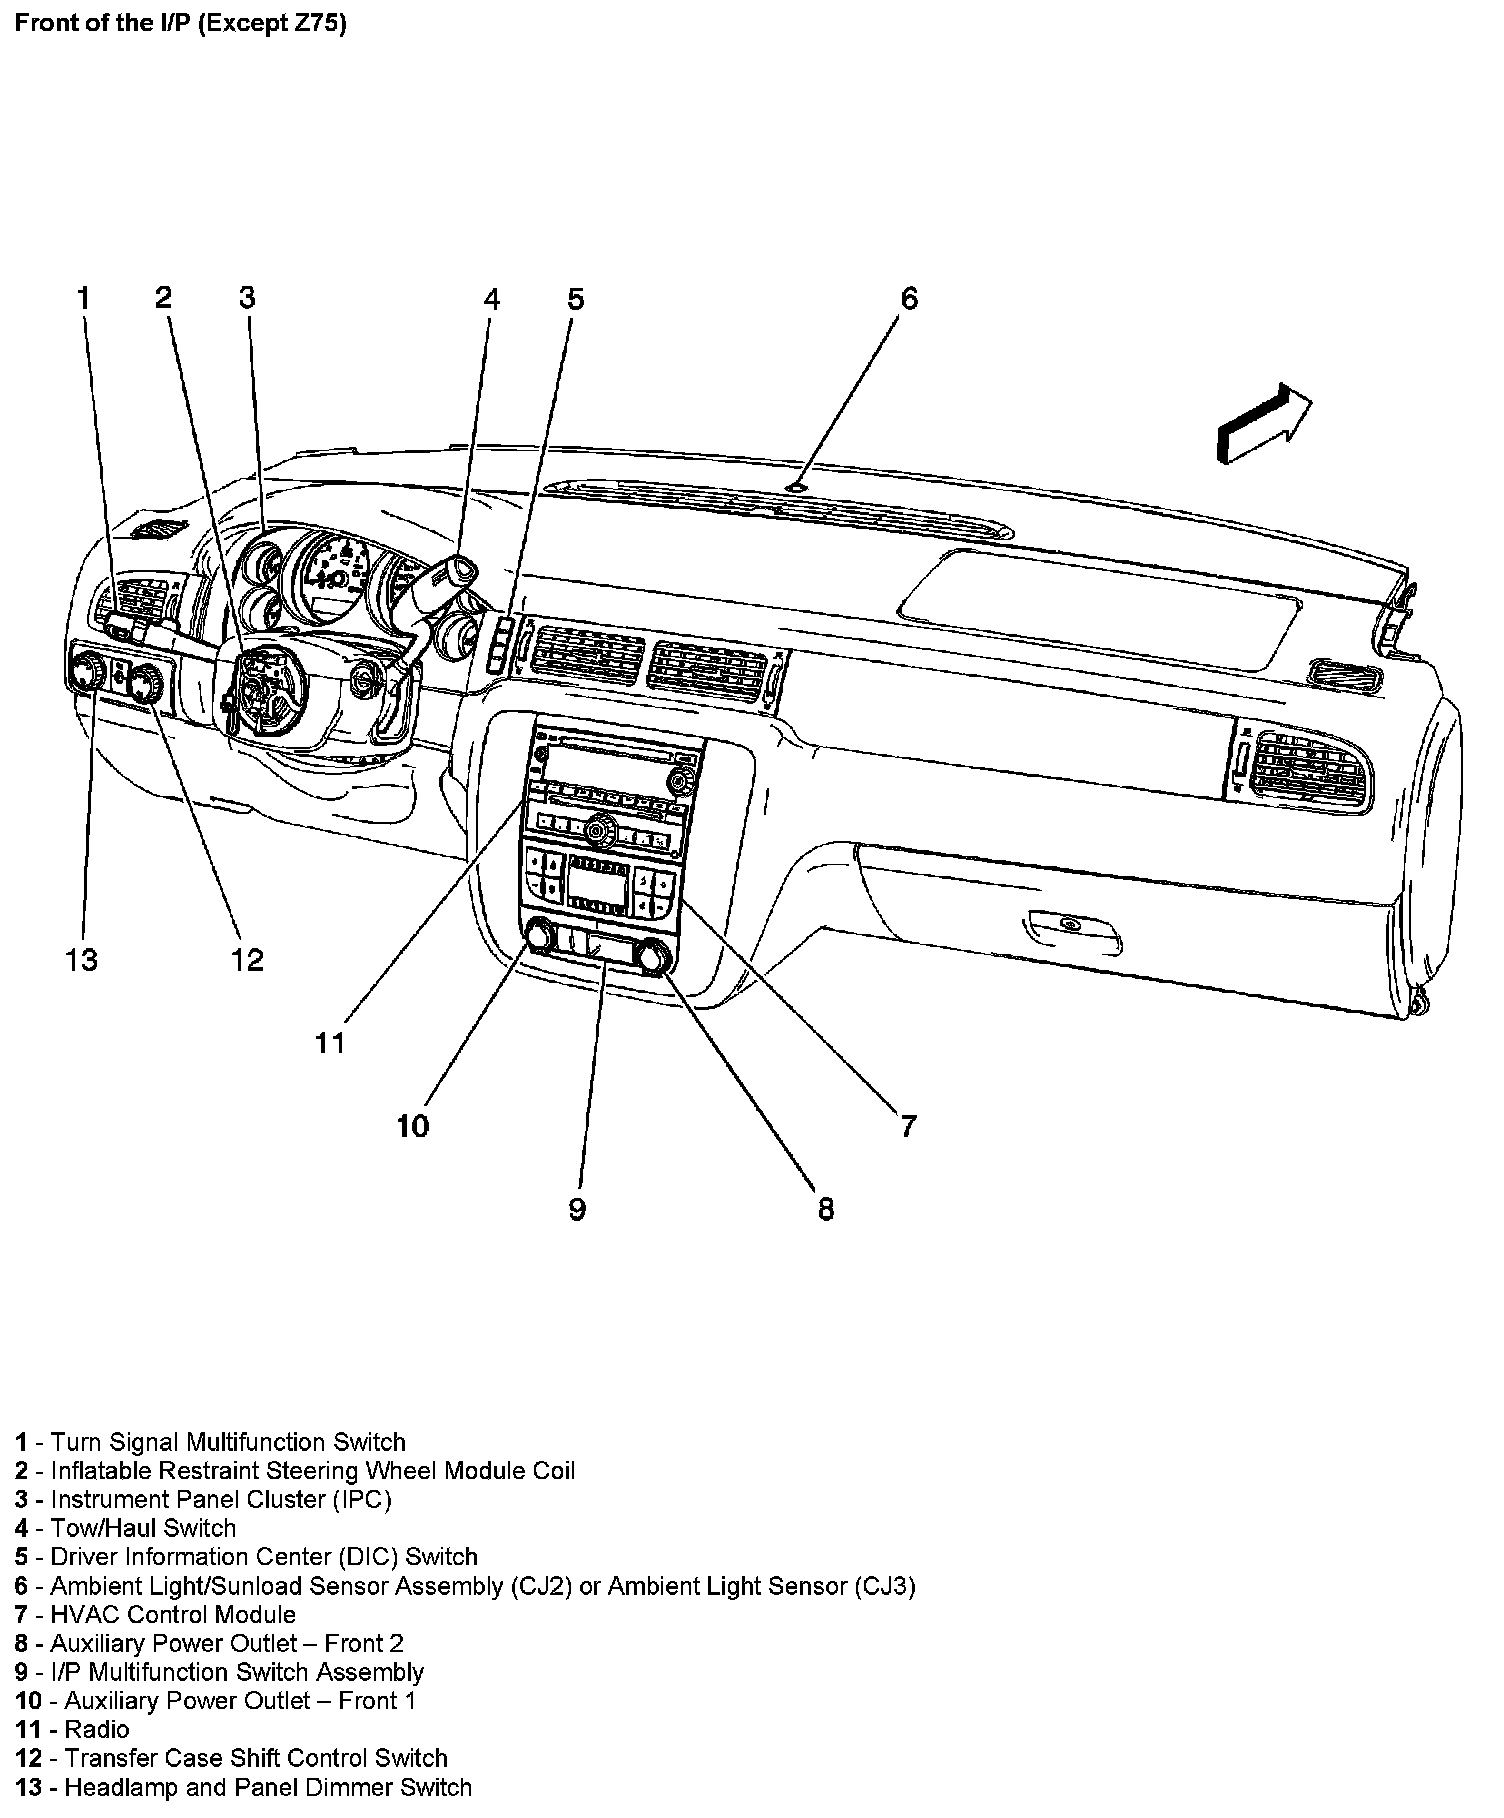 Front of the I/P (Except Z75)
1 2 3 4 5 6
13 12
11
10 7
9 8
1 - Turn Signal Multifunction Switch
2 - Inflatable Restraint Steering Wheel Module Coil
3 - Instrument Panel Cluster (IPC)
4 - Tow/Haul Switch
5 - Driver Information Center (DIC) Switch
6 - Ambient Light/Sunload Sensor Assembly (CJ2) or Ambient Light Sensor (CJ3)
7 - HVAC Control Module
8 - Auxiliary Power Outlet – Front 2
9 - I/P Multifunction Switch Assembly
10 - Auxiliary Power Outlet – Front 1
11 - Radio
12 - Transfer Case Shift Control Switch
13 - Headlamp and Panel Dimmer Switch